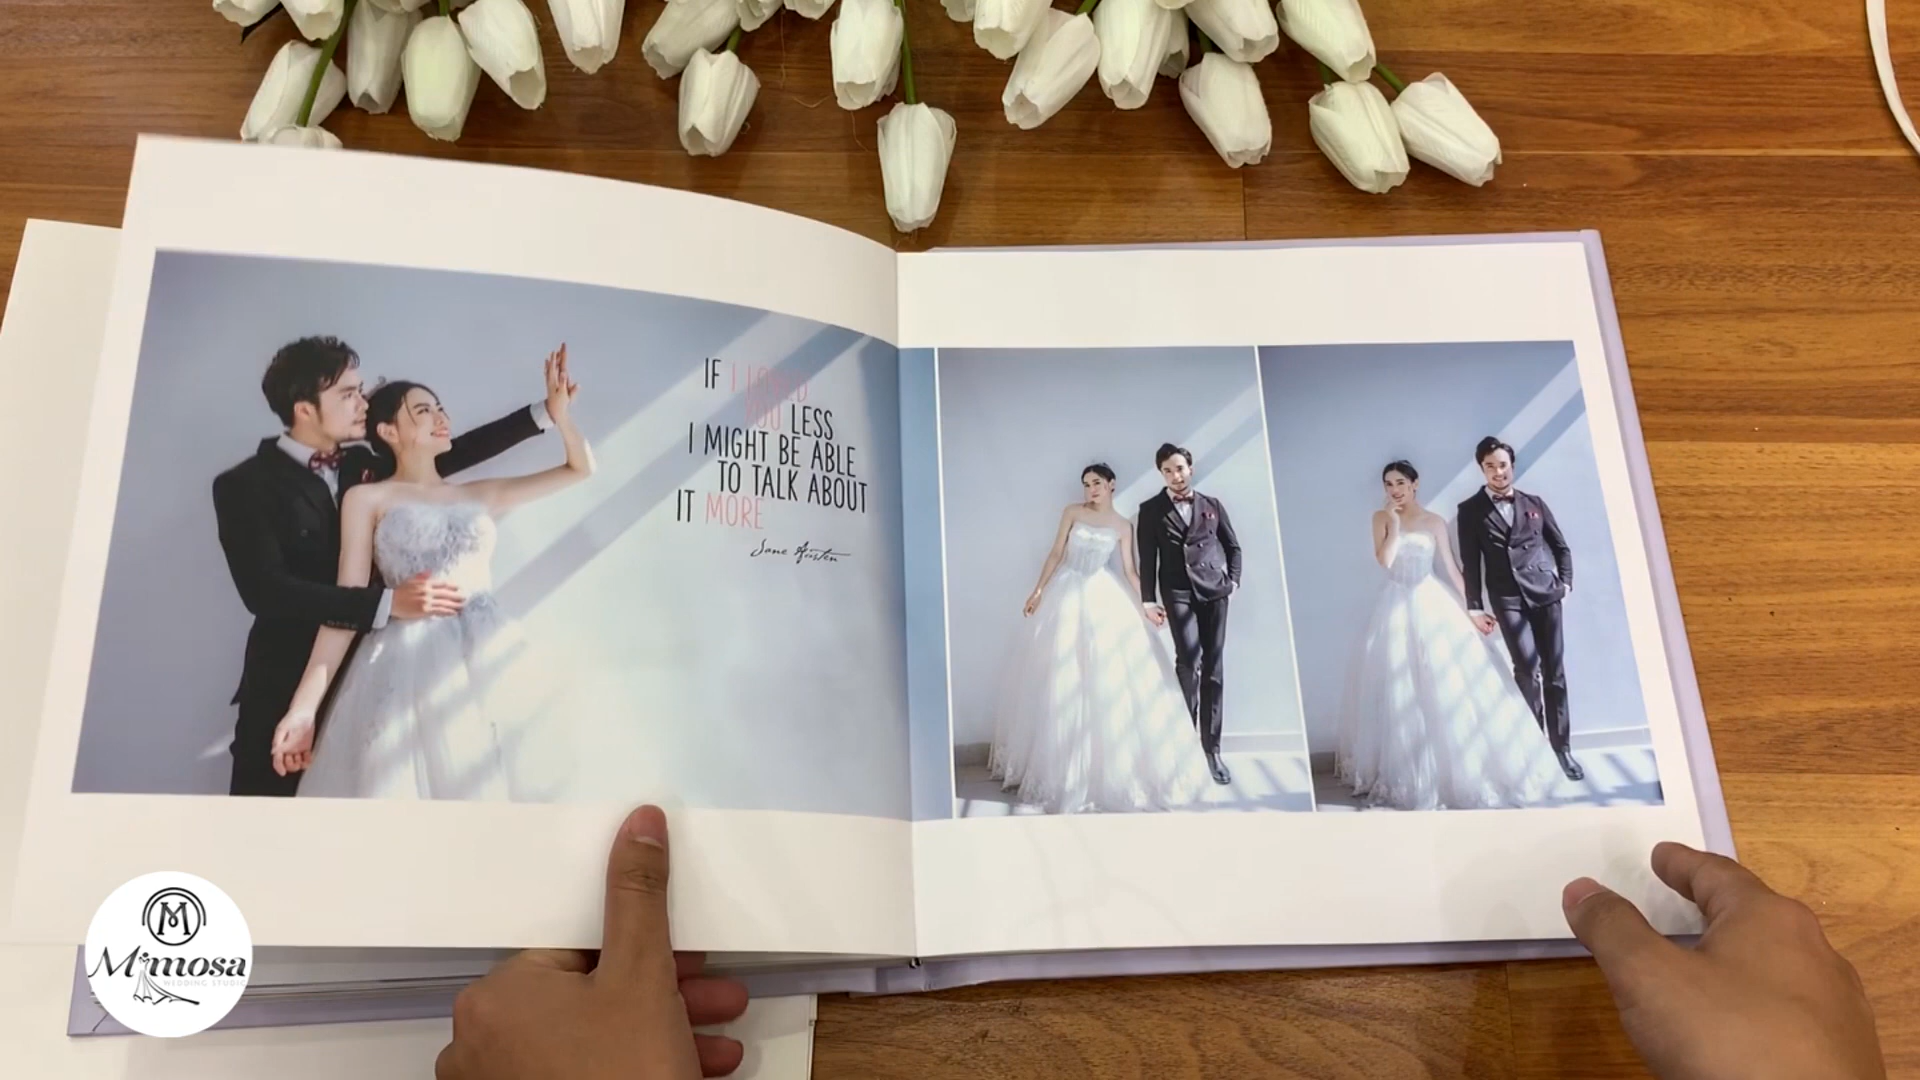 IF I LOVED
YOU LESS
I MIGHT BE ABLE
TO TALK ABOUT
IT MORE
Jane Austen
M
Mimosa
WEDDING STUDIO